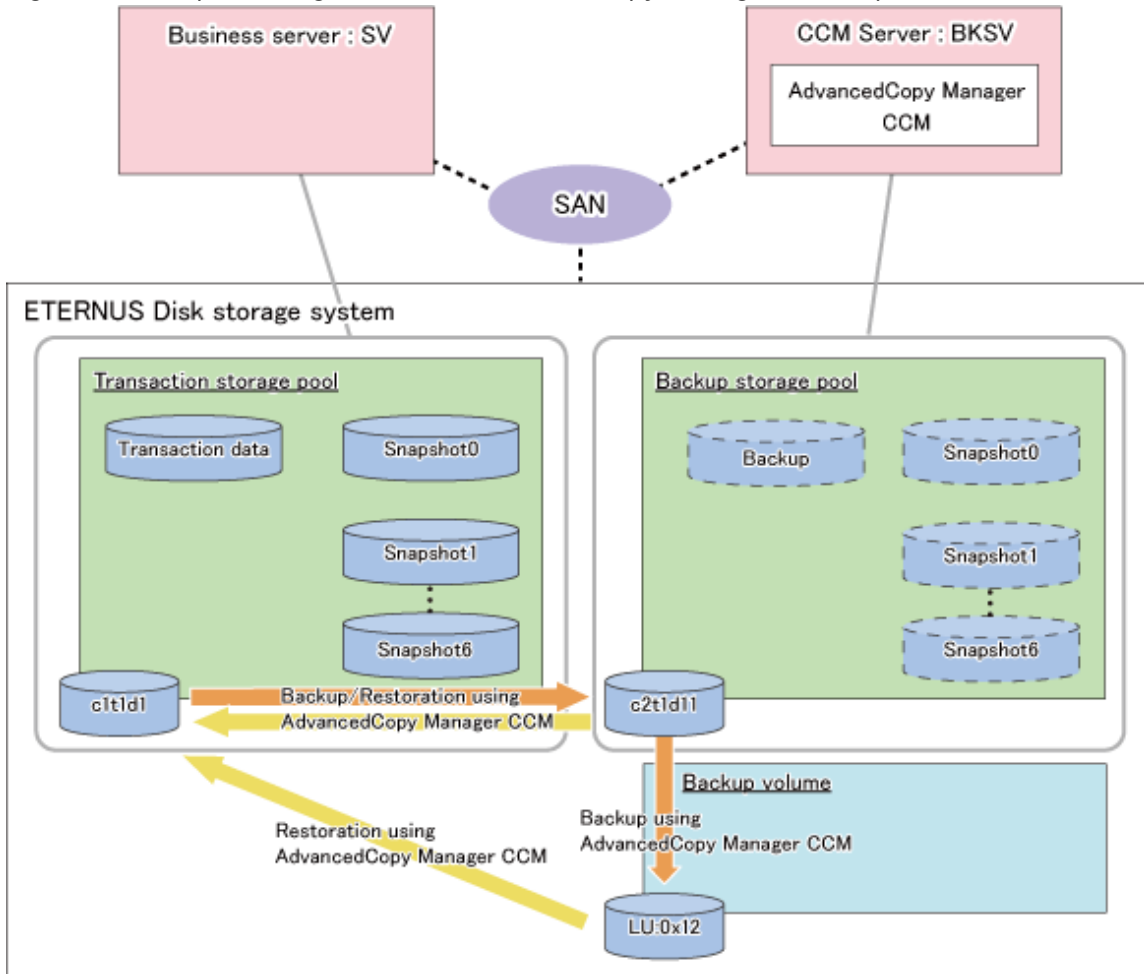 Business server : SV
CCM Server : BKSV
AdvancedCopy Manager
CCM
SAN
ETERNUS Disk storage system
Transaction storage pool
Transaction data
Snapshot0
Snapshot1
Snapshot6
Backup storage pool
Backup
Snapshot0
Snapshot1
Snapshot6
c1t1d1
Backup/Restoration using
AdvancedCopy Manager CCM
c2t1d11
Backup volume
Restoration using
AdvancedCopy Manager CCM
Backup using
AdvancedCopy Manager CCM
LU:0x12